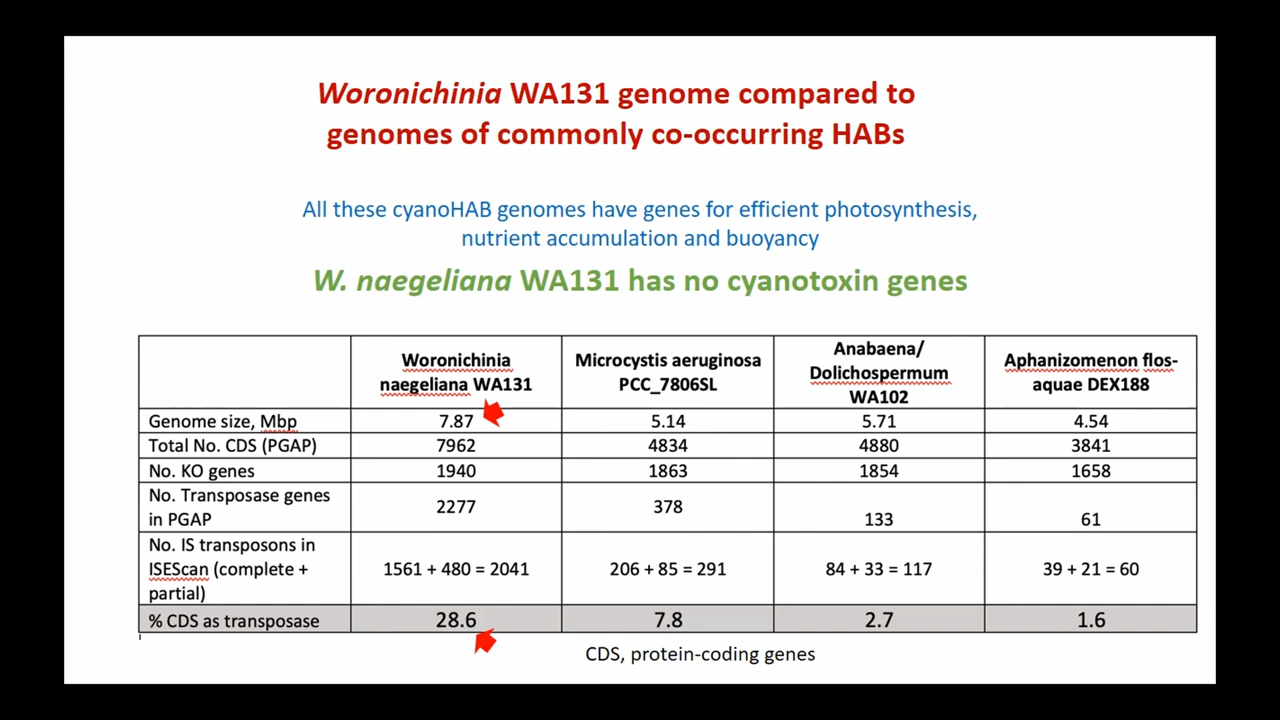 Woronichinia WA131 genome compared to
genomes of commonly co-occurring HABs
All these cyanoHAB genomes have genes for efficient photosynthesis,
nutrient accumulation and buoyancy
W. naegeliana WA131 has no cyanotoxin genes
Woronichinia naegeliana WA131 Microcystis aeruginosa PCC_7806SL Anabaena/ Dolichospermum WA102 Aphanizomenon flos-aquae DEX188
Genome size, Mbp 7.87 5.14 5.71 4.54
Total No. CDS (PGAP) 7962 4834 4880 3841
No. KO genes 1940 1863 1854 1658
No. Transposase genes in PGAP 2277 378 133 61
No. IS transposons in ISEScan (complete + partial) 1561 + 480 = 2041 206 + 85 = 291 84 + 33 = 117 39 + 21 = 60
% CDS as transposase 28.6 7.8 2.7 1.6
CDS, protein-coding genes